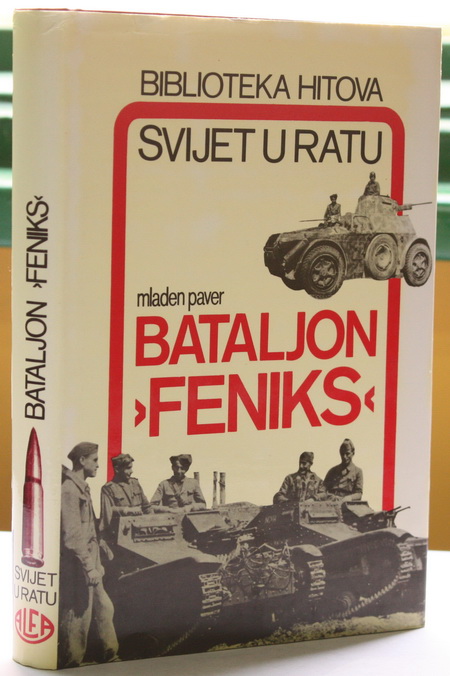 BIBLIOTEKA HITOVA
SVIJET U RATU
mladen paver
BATALJON
›FENIKS‹
BATALJON ›FENIKS‹
SVIJET
U RATU
ALFA